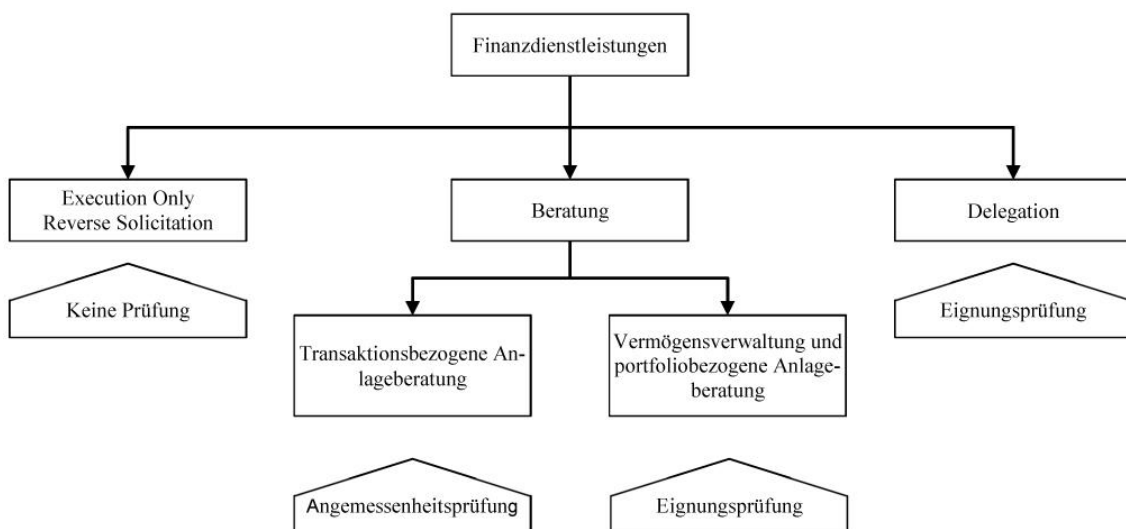 Finanzdienstleistungen
Execution Only
Reverse Solicitation
Beratung
Delegation
Keine Prüfung
Eignungsprüfung
Transaktionsbezogene An-
lageberatung
Vermögensverwaltung und
portfoliobezogene Anlage-
beratung
Angemessenheitsprüfung
Eignungsprüfung